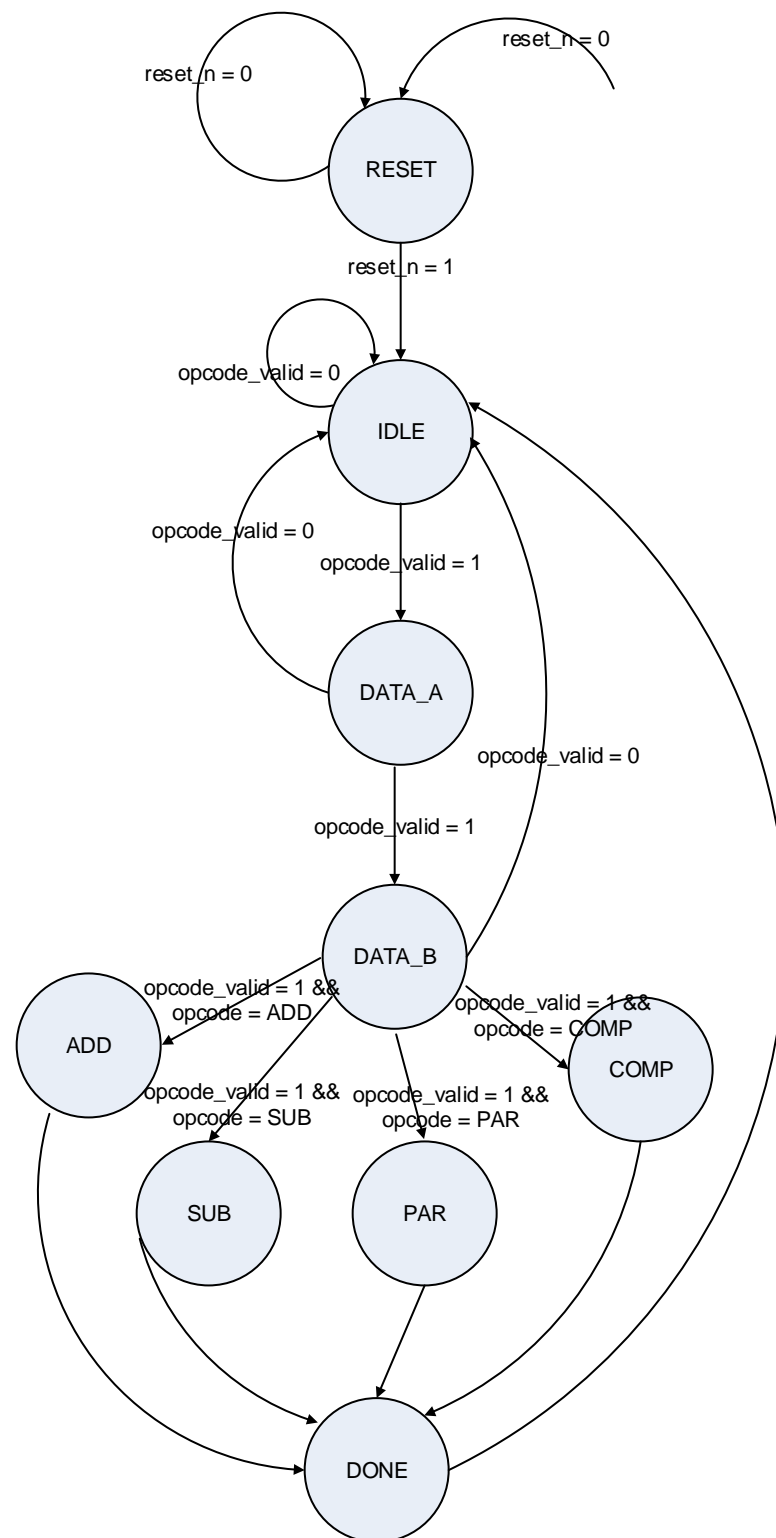 reset_n = 0
reset_n = 0
RESET
reset_n = 1
opcode_valid = 0
IDLE
opcode_valid = 0
opcode_valid = 1
DATA_A
opcode_valid = 0
opcode_valid = 1
DATA_B
opcode_valid = 1 &&
opcode = ADD
opcode_valid = 1 &&
opcode = COMP
ADD
COMP
opcode_valid = 1 &&
opcode = SUB
opcode_valid = 1 &&
opcode = PAR
SUB
PAR
DONE